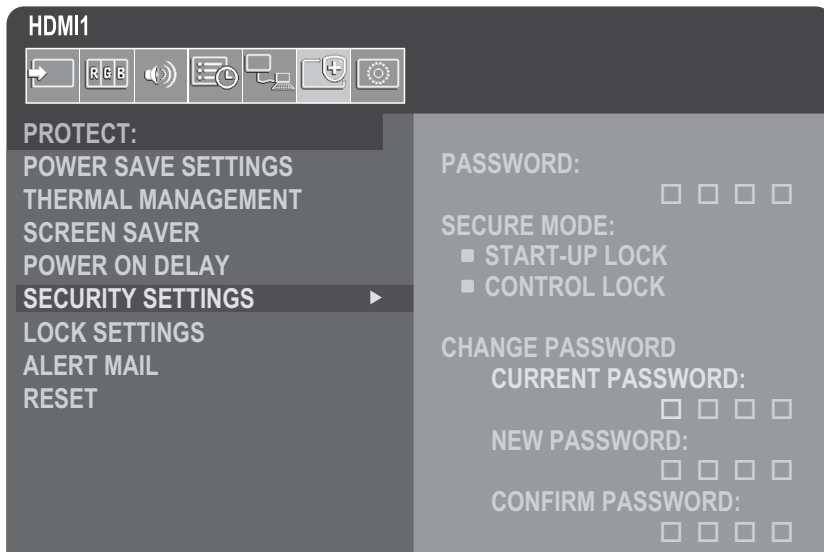 HDMI1
RGB
PROTECT:
POWER SAVE SETTINGS
THERMAL MANAGEMENT
SCREEN SAVER
POWER ON DELAY
SECURITY SETTINGS
LOCK SETTINGS
ALERT MAIL
RESET
PASSWORD:
SECURE MODE:
START-UP LOCK
CONTROL LOCK
CHANGE PASSWORD
CURRENT PASSWORD:
NEW PASSWORD:
CONFIRM PASSWORD: